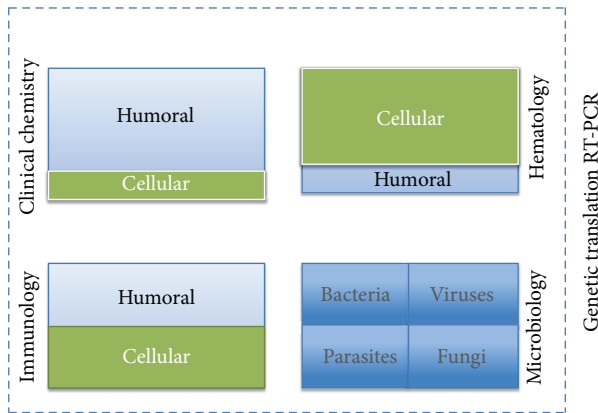 Clinical chemistry
Humoral
Cellular
Cellular
Humoral
Hematology
Immunology
Humoral
Cellular
Bacteria
Viruses
Parasites
Fungi
Microbiology
Genetic translation RT-PCR